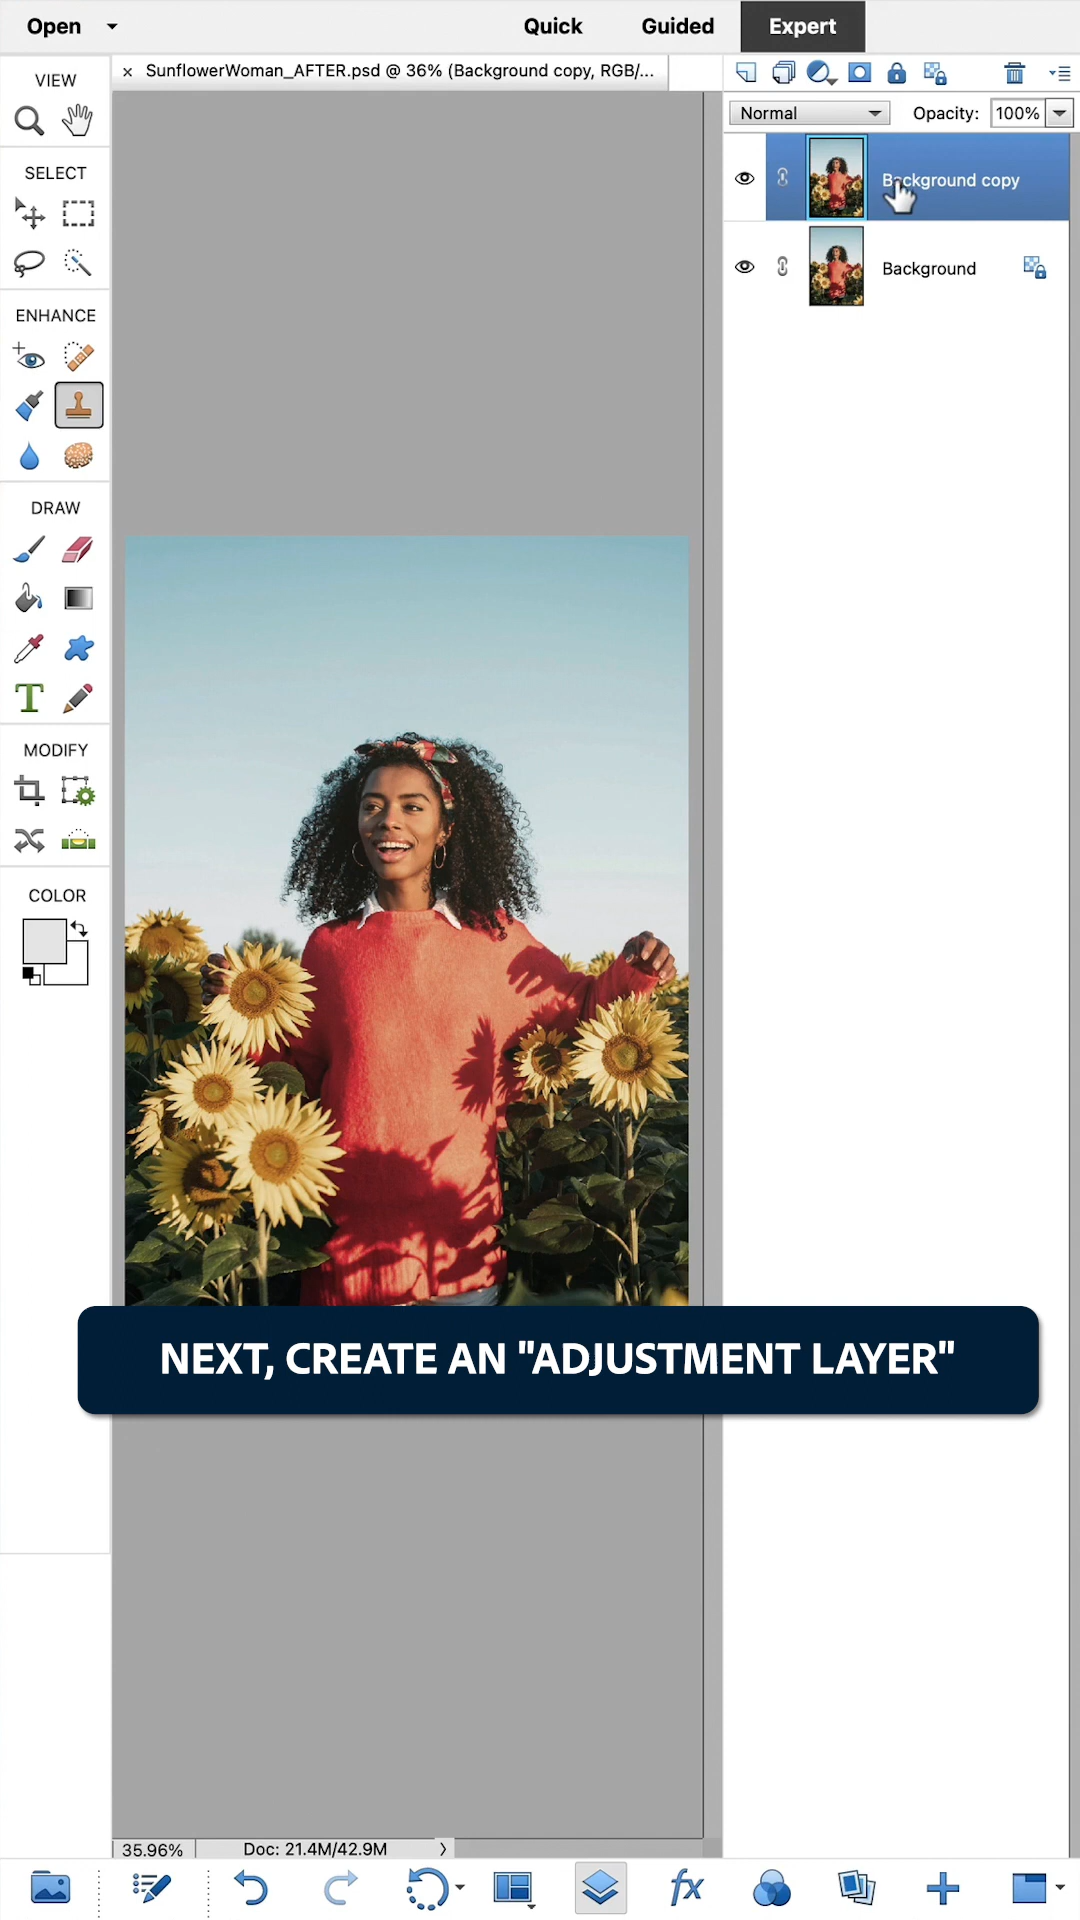 Open
Quick
Guided
Expert
VIEW
× SunflowerWoman_AFTER.psd @ 36% (Background copy, RGB/...
Normal
Opacity: 100%
SELECT
Background copy
Background
ENHANCE
DRAW
T
MODIFY
COLOR
NEXT, CREATE AN "ADJUSTMENT LAYER"
35.96%
Doc: 21.4M/42.9M
fx